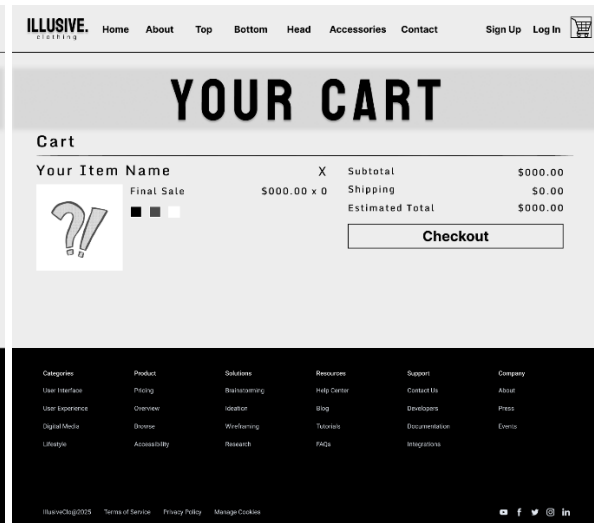 ILLUSIVE.
clothing
Home About Top Bottom Head Accessories Contact Sign Up Log In
YOUR CART
Cart
Your Item Name X
Final Sale $000.00 x 0
Subtotal $000.00
Shipping $0.00
Estimated Total $000.00
Checkout
?!
Categories Product Solutions Resources Support Company
User Interface Pricing Brainstorming Help Center Contact Us About
User Experience Overview Ideation Blog Developers Press
Digital Media Browse Wireframing Tutorials Documentation Events
Lifestyle Accessibility Research FAQs Integrations
IllusiveClo@2025 Terms of Service Privacy Policy Manage Cookies